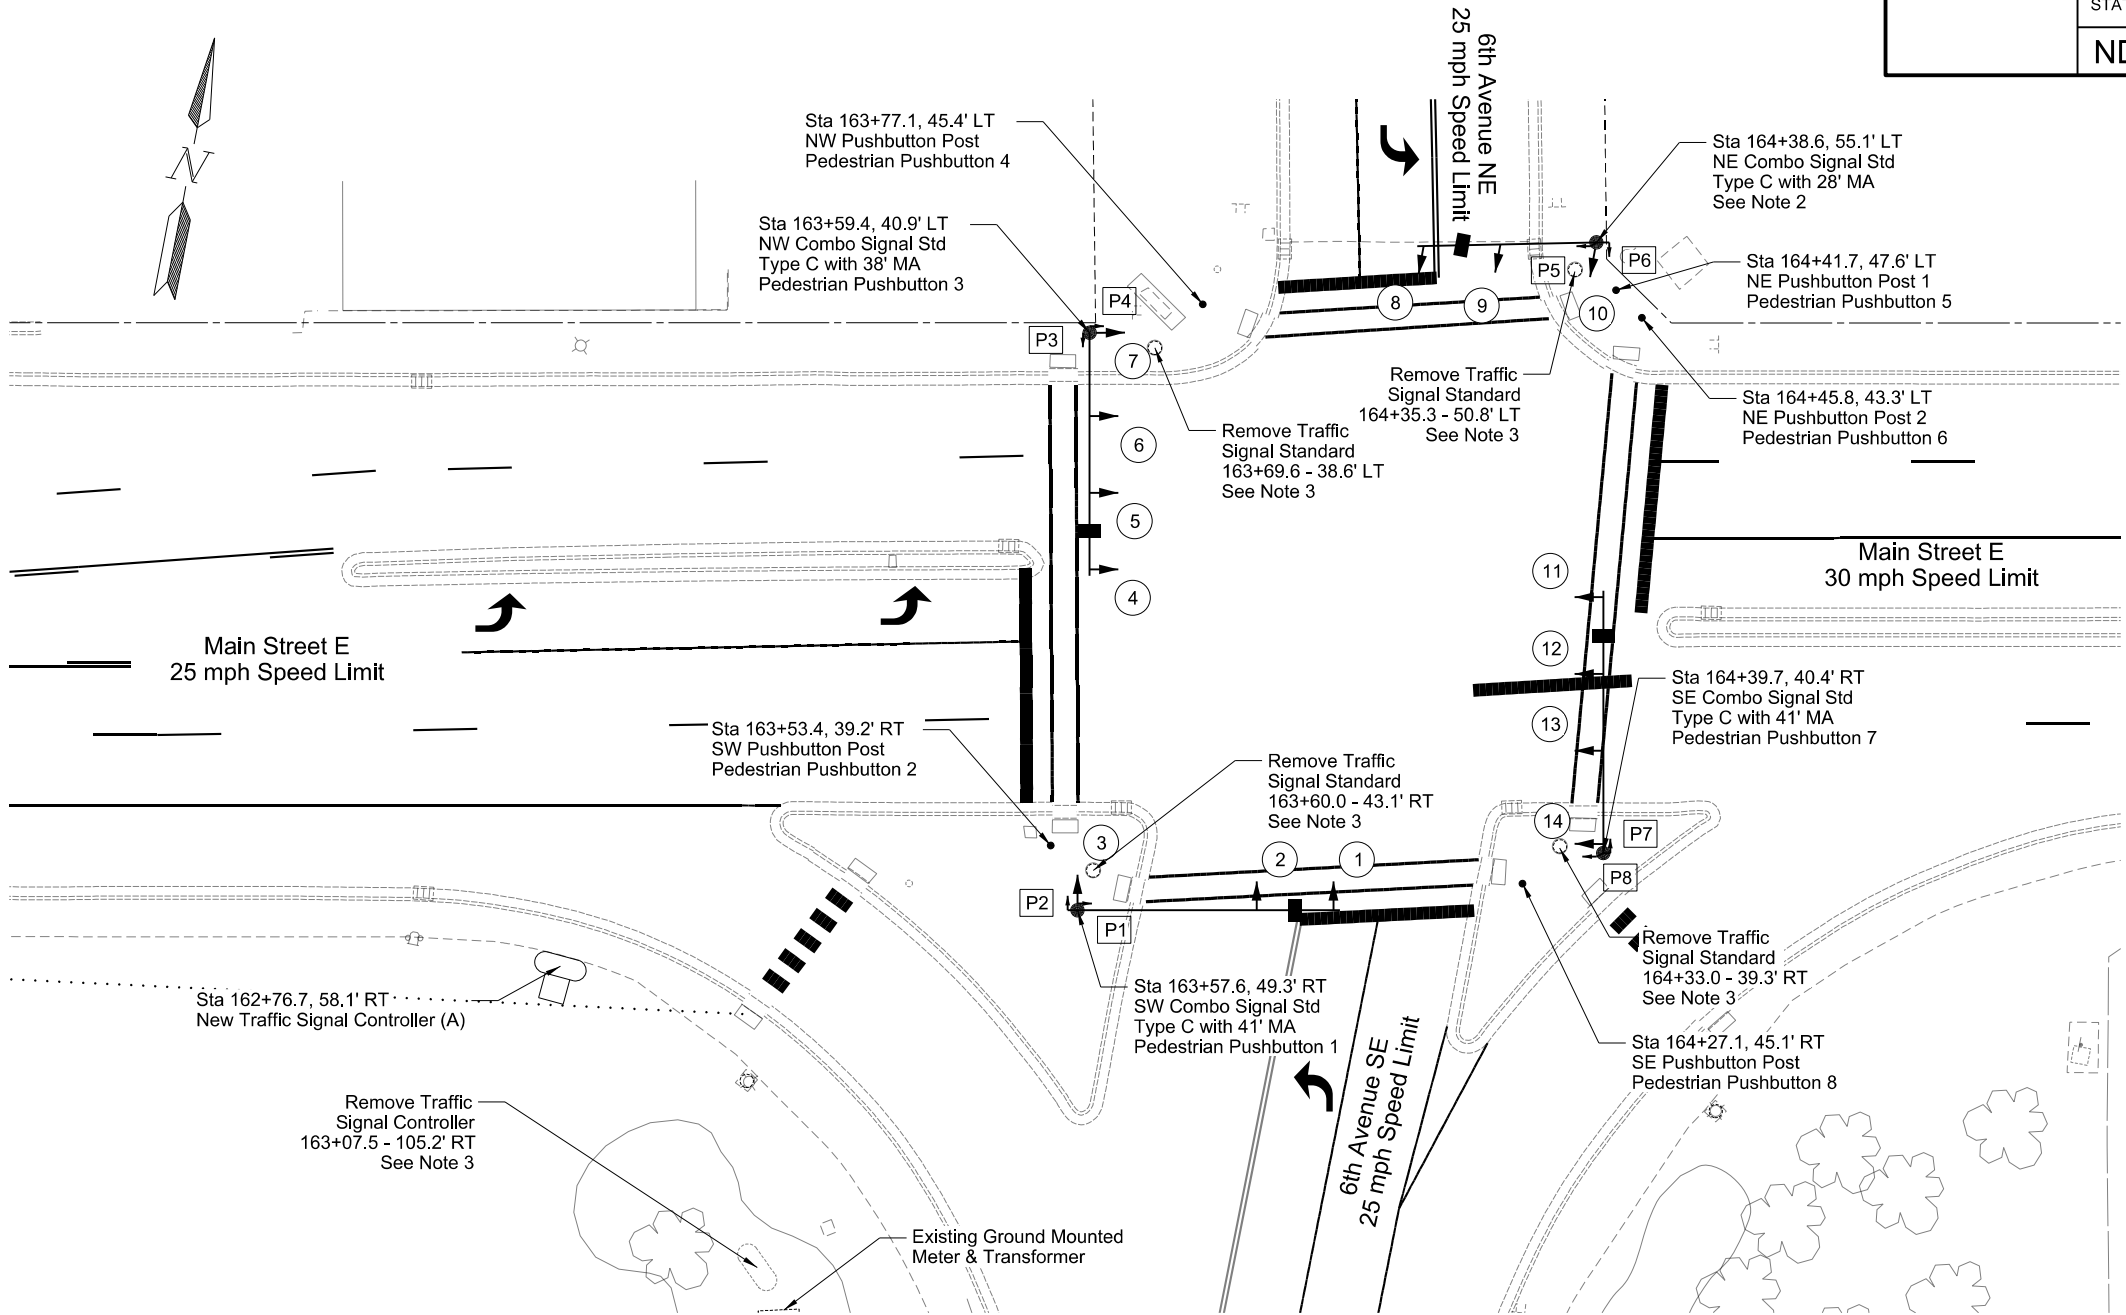 STA
ND
6th Avenue NE
25 mph Speed Limit
Sta 163+77.1, 45.4' LT
NW Pushbutton Post
Pedestrian Pushbutton 4
Sta 164+38.6, 55.1' LT
NE Combo Signal Std
Type C with 28' MA
See Note 2
N
Sta 163+59.4, 40.9' LT
NW Combo Signal Std
Type C with 38' MA
Pedestrian Pushbutton 3
P5
P6
Sta 164+41.7, 47.6' LT
NE Pushbutton Post 1
Pedestrian Pushbutton 5
P4
8
9
10
P3
7
Remove Traffic
Signal Standard
164+35.3 - 50.8' LT
See Note 3
Sta 164+45.8, 43.3' LT
NE Pushbutton Post 2
Pedestrian Pushbutton 6
6
Remove Traffic
Signal Standard
163+69.6 - 38.6' LT
See Note 3
5
4
11
Main Street E
30 mph Speed Limit
Main Street E
25 mph Speed Limit
12
13
Sta 164+39.7, 40.4' RT
SE Combo Signal Std
Type C with 41' MA
Pedestrian Pushbutton 7
Sta 163+53.4, 39.2' RT
SW Pushbutton Post
Pedestrian Pushbutton 2
Remove Traffic
Signal Standard
163+60.0 - 43.1' RT
See Note 3
14
P7
3
2
1
P8
P2
P1
Remove Traffic
Signal Standard
164+33.0 - 39.3' RT
See Note 3
Sta 162+76.7, 58.1' RT
New Traffic Signal Controller (A)
Sta 163+57.6, 49.3' RT
SW Combo Signal Std
Type C with 41' MA
Pedestrian Pushbutton 1
Sta 164+27.1, 45.1' RT
SE Pushbutton Post
Pedestrian Pushbutton 8
6th Avenue SE
25 mph Speed Limit
Remove Traffic
Signal Controller
163+07.5 - 105.2' RT
See Note 3
Existing Ground Mounted
Meter & Transformer